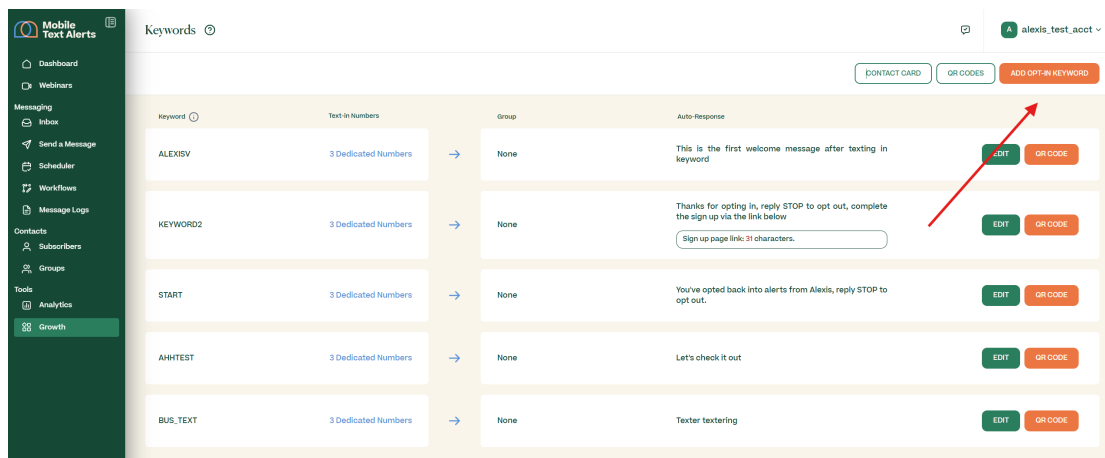 Mobile
Text Alerts
Keywords
A alexis_test_acct
Dashboard
Webinars
Messaging
Inbox
Send a Message
Scheduler
Workflows
Message Logs
Contacts
Subscribers
Groups
Tools
Analytics
Growth
CONTACT CARD QR CODES ADD OPT-IN KEYWORD
Keyword Text-in Numbers Group Auto-Response
ALEXISV 3 Dedicated Numbers None
This is the first welcome message after texting in
keyword
EDIT QR CODE
KEYWORD2 3 Dedicated Numbers None
Thanks for opting in, reply STOP to opt out, complete
the sign up via the link below
Sign up page link: 31 characters.
EDIT QR CODE
START 3 Dedicated Numbers None
You've opted back into alerts from Alexis, reply STOP to
opt out.
EDIT QR CODE
AHHTEST 3 Dedicated Numbers None Let's check it out EDIT QR CODE
BUS_TEXT 3 Dedicated Numbers None Texter textering EDIT QR CODE